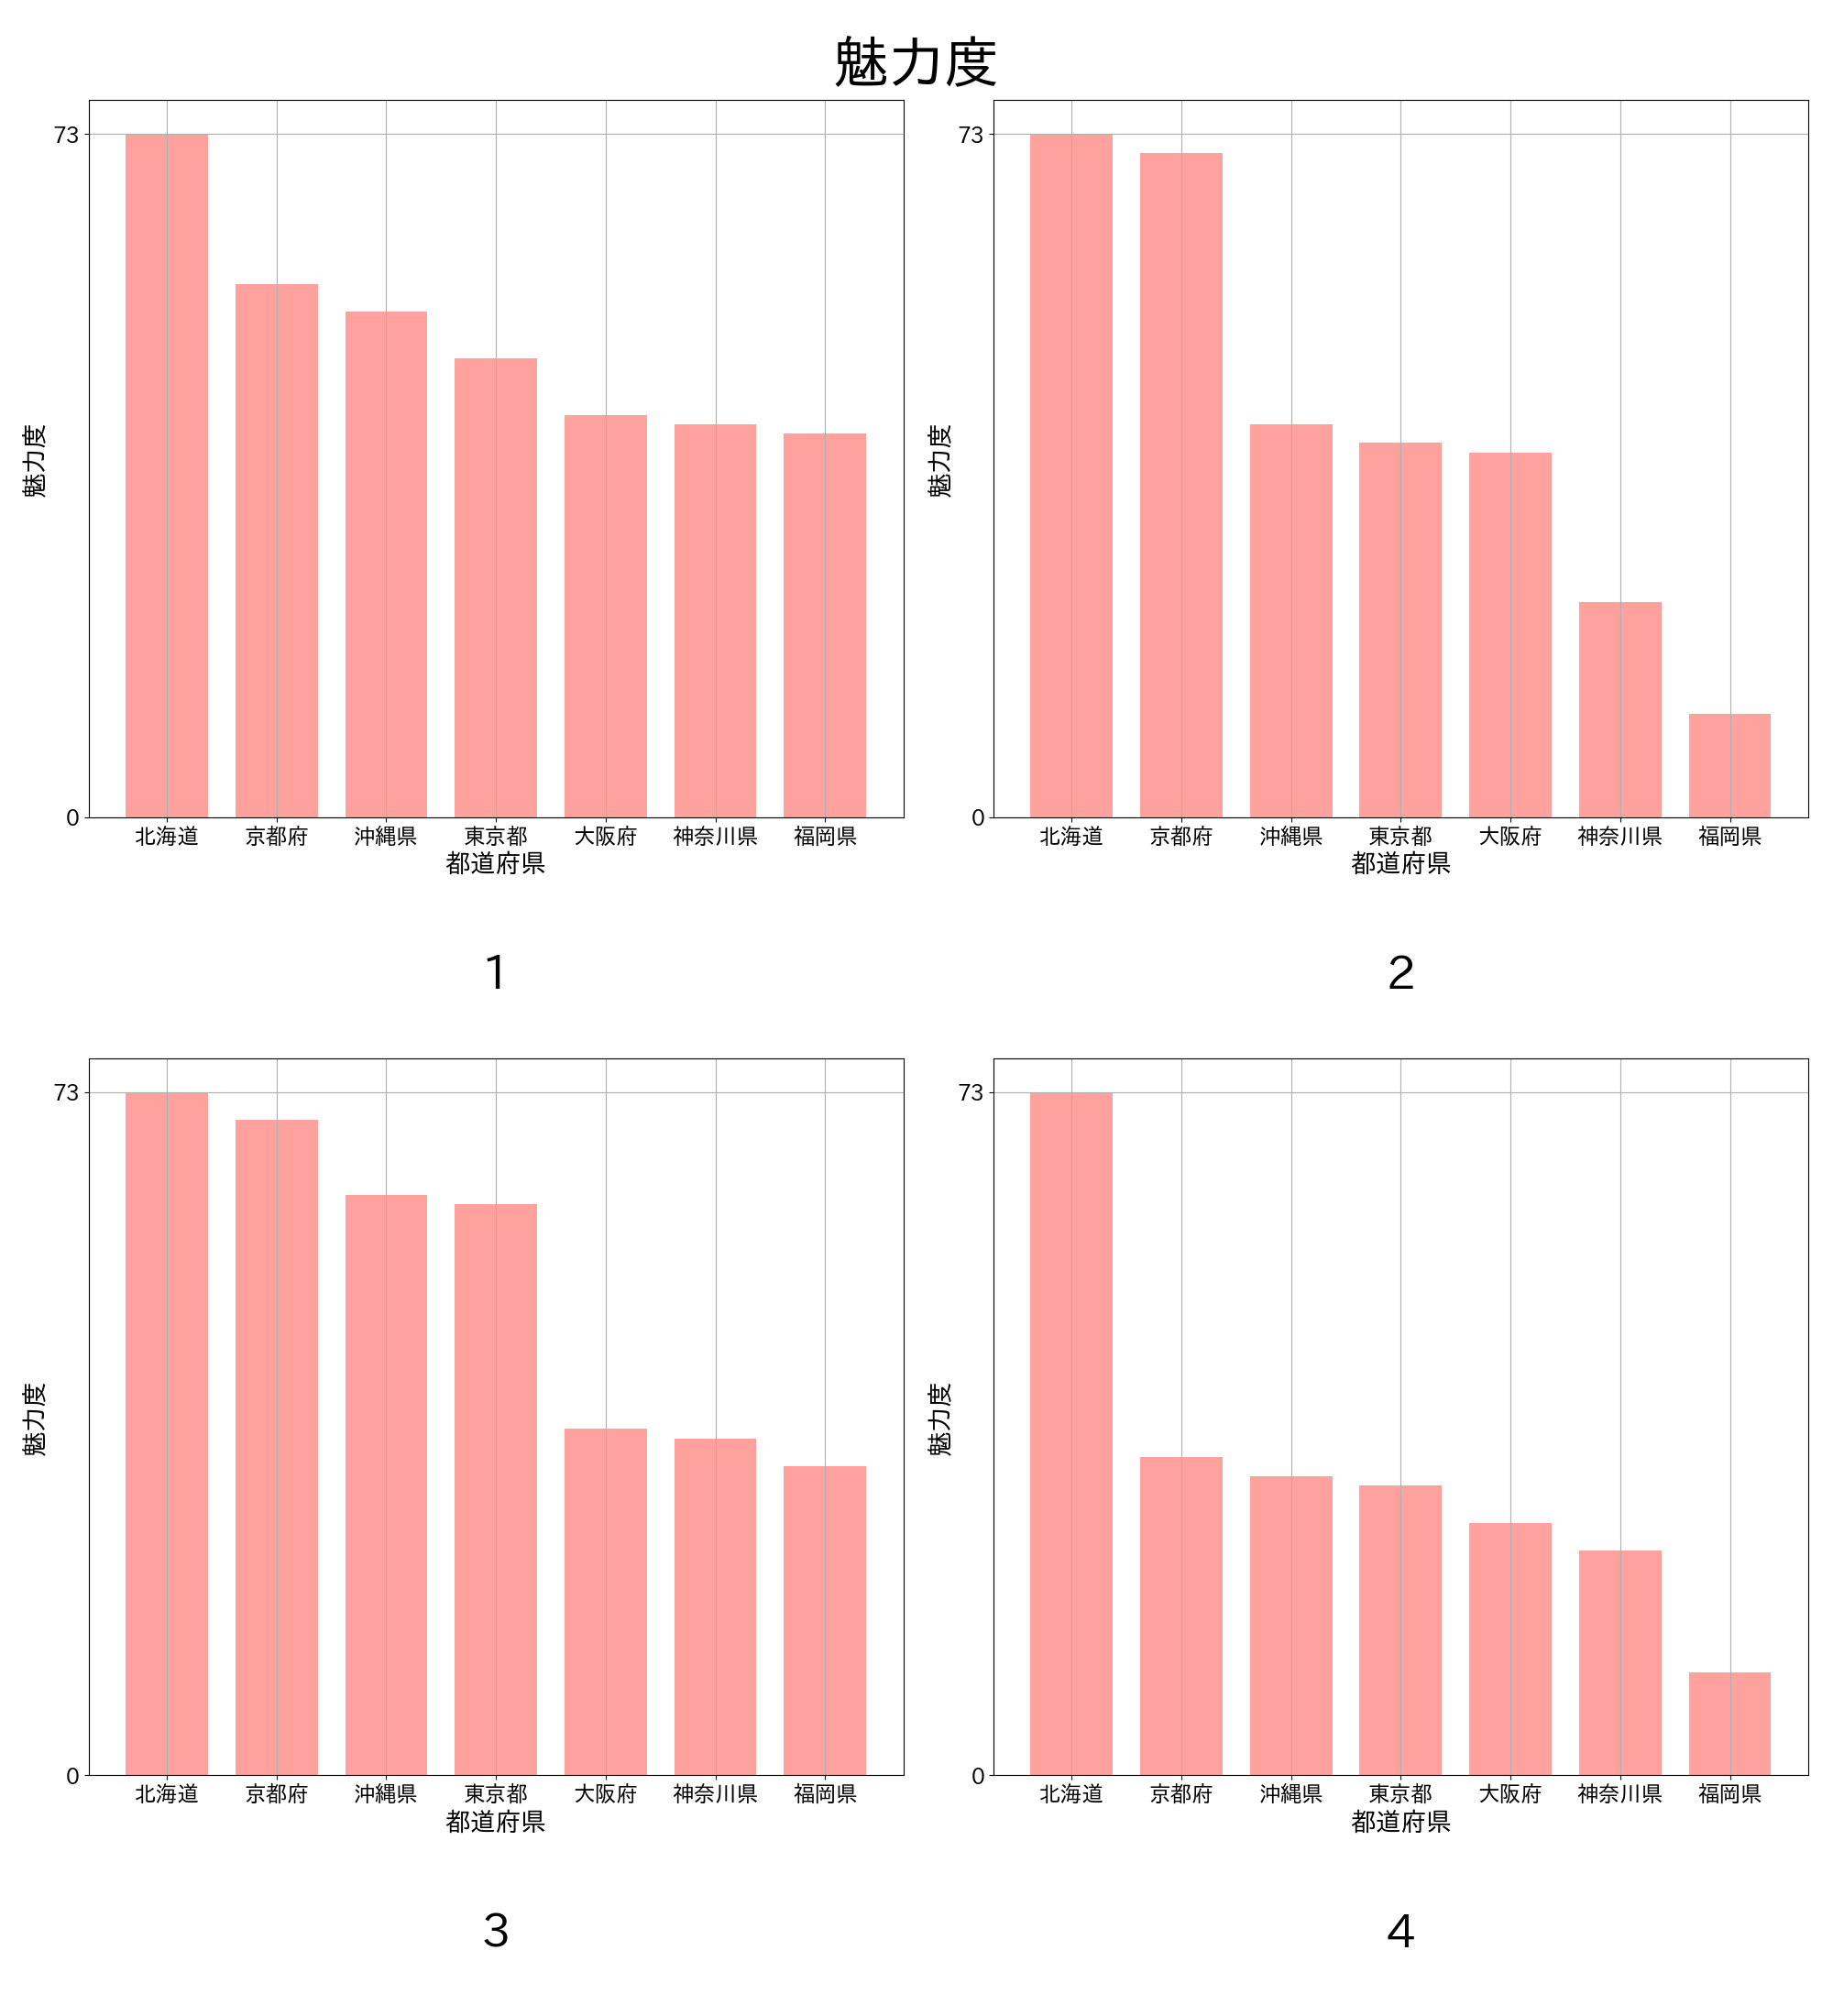 魅力度
73
0
魅力度
北海道 京都府 沖縄県 東京都 大阪府 神奈川県 福岡県
都道府県
1
73
0
魅力度
北海道 京都府 沖縄県 東京都 大阪府 神奈川県 福岡県
都道府県
2
73
0
魅力度
北海道 京都府 沖縄県 東京都 大阪府 神奈川県 福岡県
都道府県
3
73
0
魅力度
北海道 京都府 沖縄県 東京都 大阪府 神奈川県 福岡県
都道府県
4